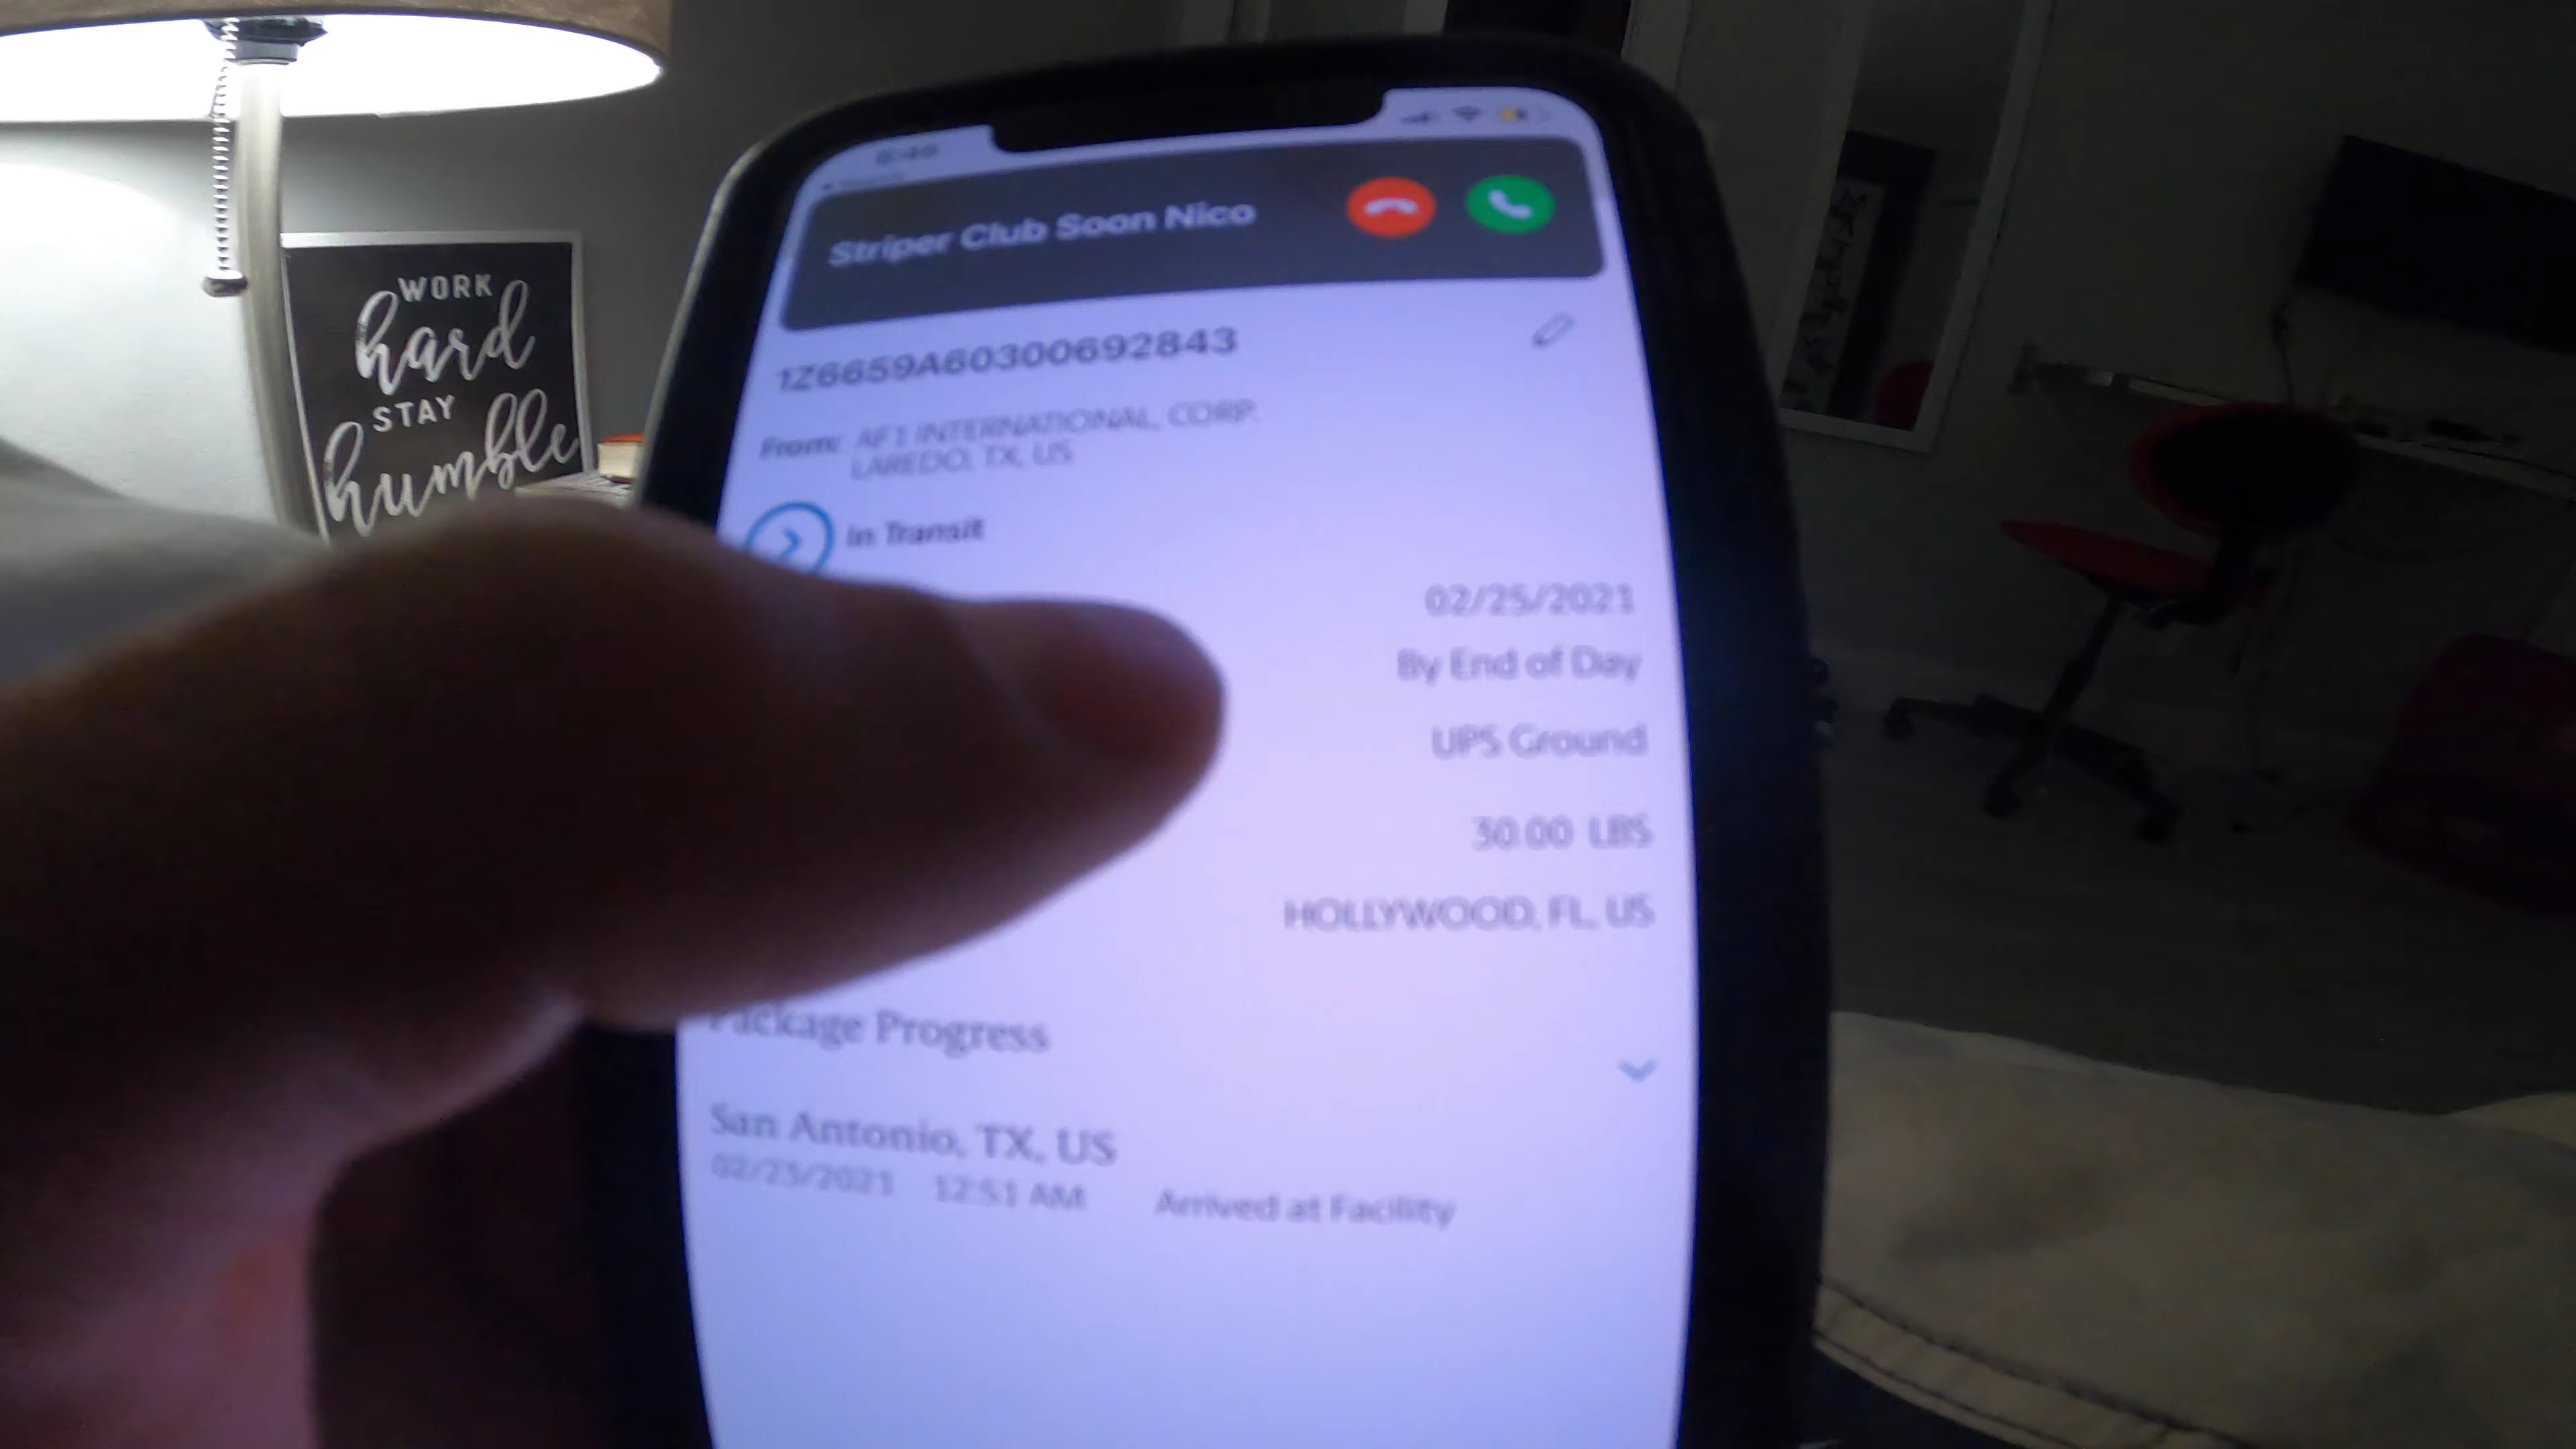 WORK
hard
STAY
humble
Striper Club Soon Nico
1Z6659A60300692843
From: AF1 INTERNATIONAL, CORP.
LAREDO, TX, US
In Transit
02/25/2021
By End of Day
UPS Ground
30.00 LBS
HOLLYWOOD, FL, US
Package Progress
San Antonio, TX, US
02/23/2021 12:51 AM Arrived at Facility